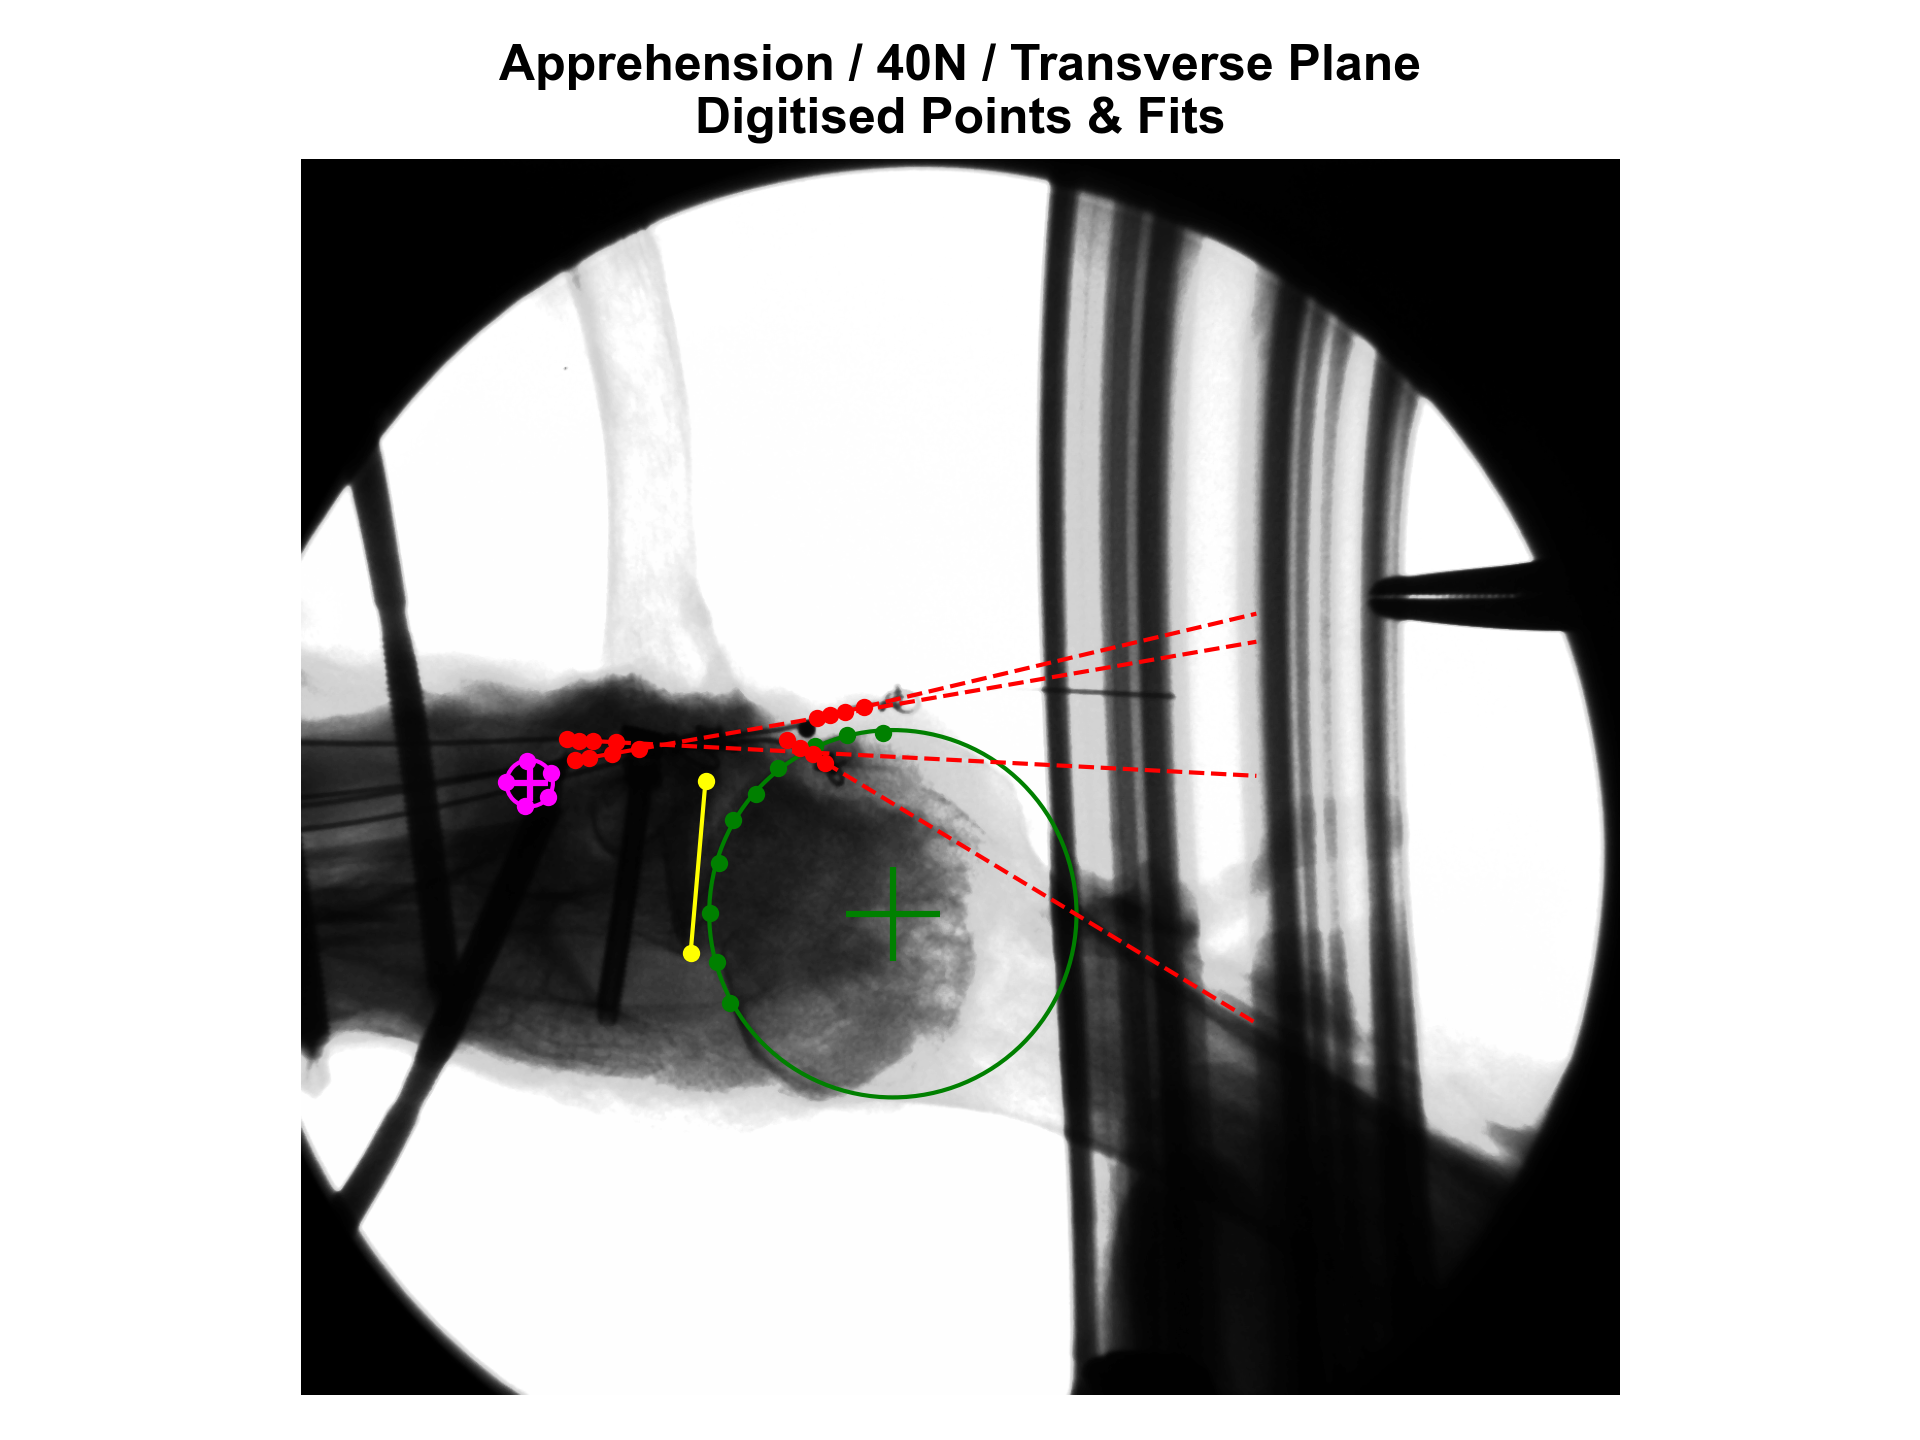 Apprehension / 40N / Transverse Plane
Digitised Points & Fits